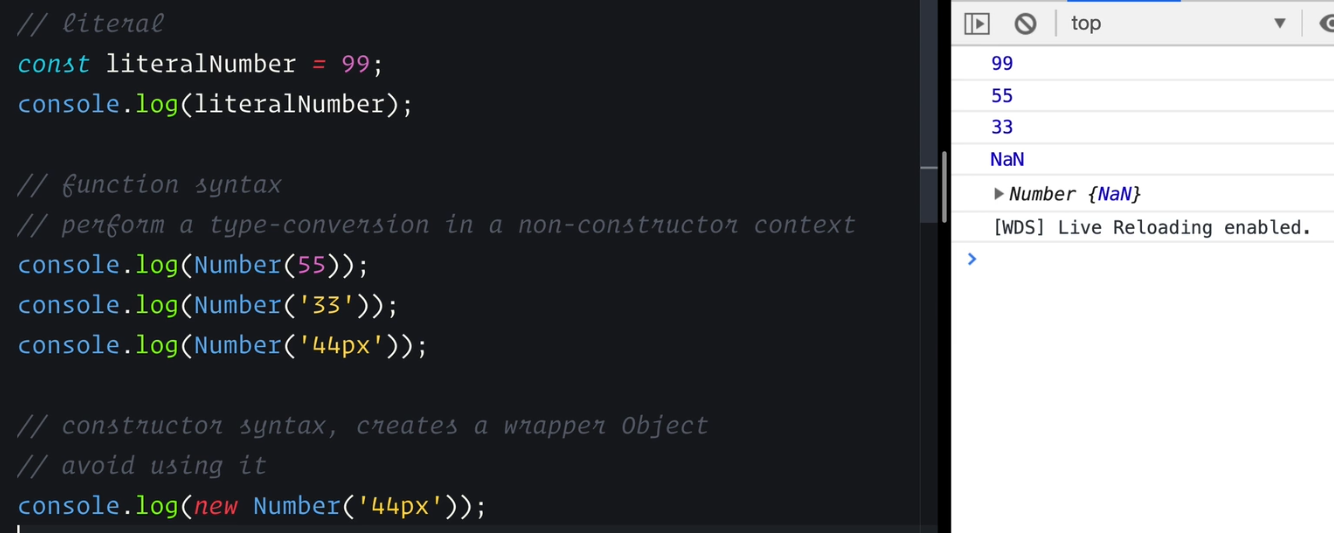 // literal
const literalNumber = 99;
console.log(literalNumber);
// function syntax
// perform a type-conversion in a non-constructor context
console.log(Number(55));
console.log(Number('33'));
console.log(Number('44px'));
// constructor syntax, creates a wrapper Object
// avoid using it
console.log(new Number('44px'));
top
99
55
33
NaN
Number {NaN}
[WDS] Live Reloading enabled.